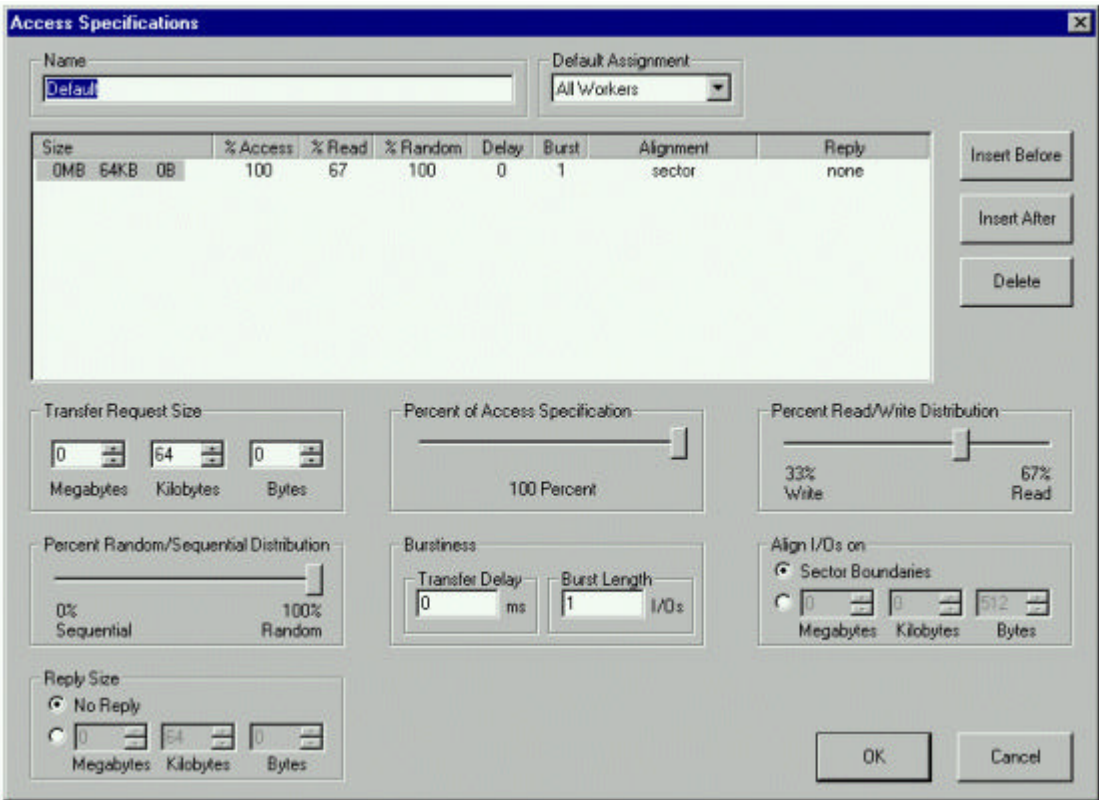 Access Specifications
Name
Default Assignment
Default
All Workers
Size % Access % Read % Random Delay Burst Alignment Reply
0MB 64KB 0B 100 67 100 0 1 sector none
Insert Before
Insert After
Delete
Transfer Request Size
0 64 0
Megabytes Kilobytes Bytes
Percent of Access Specification
100 Percent
Percent Read/Write Distribution
33% 67%
Write Read
Percent Random/Sequential Distribution
0% 100%
Sequential Random
Burstiness
Transfer Delay Burst Length
0 ms 1 I/Os
Align I/Os on
Sector Boundaries
0 0 512
Megabytes Kilobytes Bytes
Reply Size
No Reply
0 64 0
Megabytes Kilobytes Bytes
OK Cancel